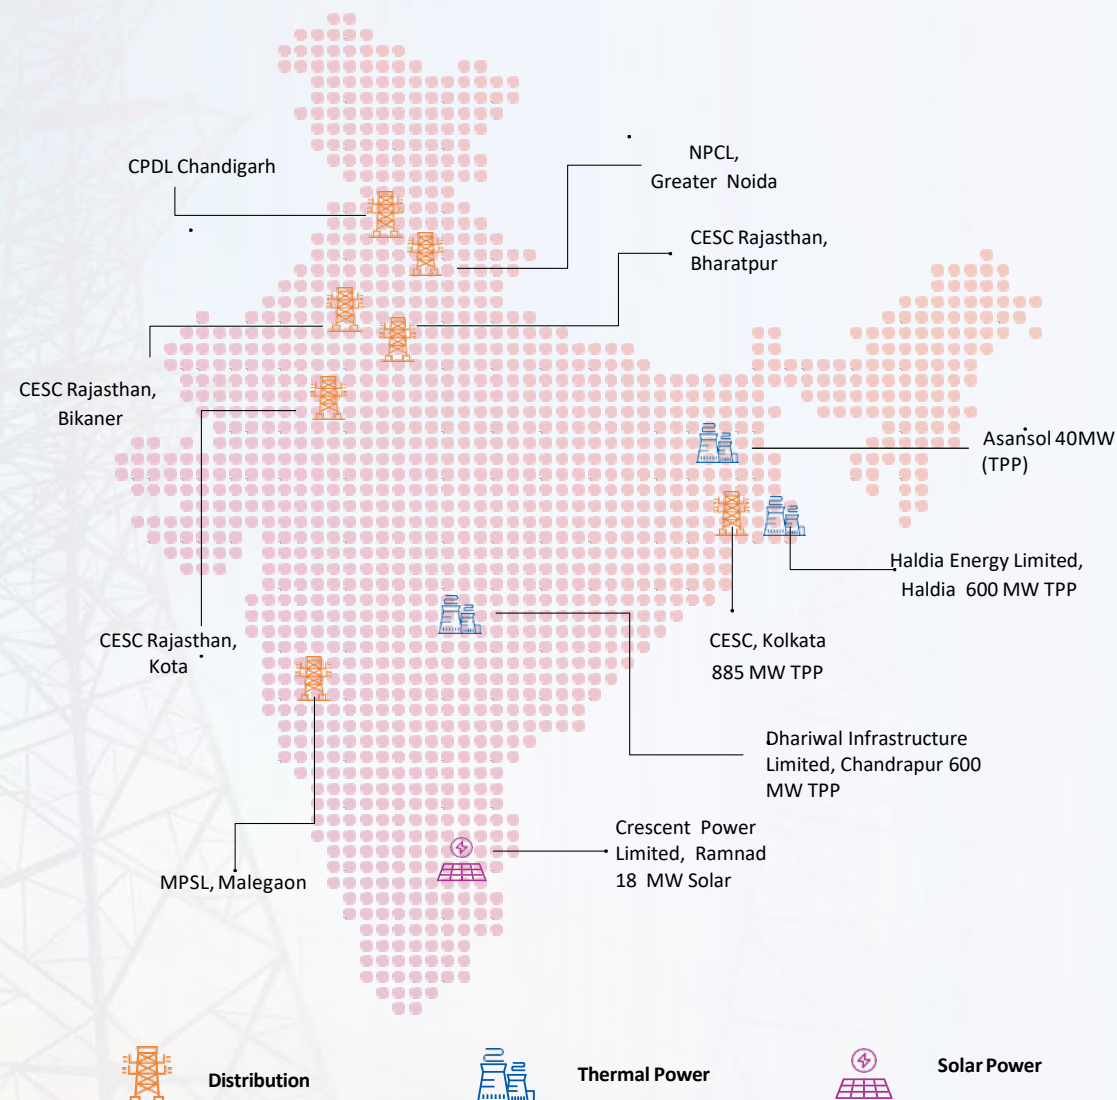 CPDL Chandigarh
NPCL,
Greater Noida
CESC Rajasthan,
Bharatpur
CESC Rajasthan,
Bikaner
Asansol 40MW
(TPP)
Haldia Energy Limited,
Haldia 600 MW TPP
CESC Rajasthan,
Kota
CESC, Kolkata
885 MW TPP
Dhariwal Infrastructure
Limited, Chandrapur 600
MW TPP
Crescent Power
Limited, Ramnad
18 MW Solar
MPSL, Malegaon
Distribution
Thermal Power
Solar Power